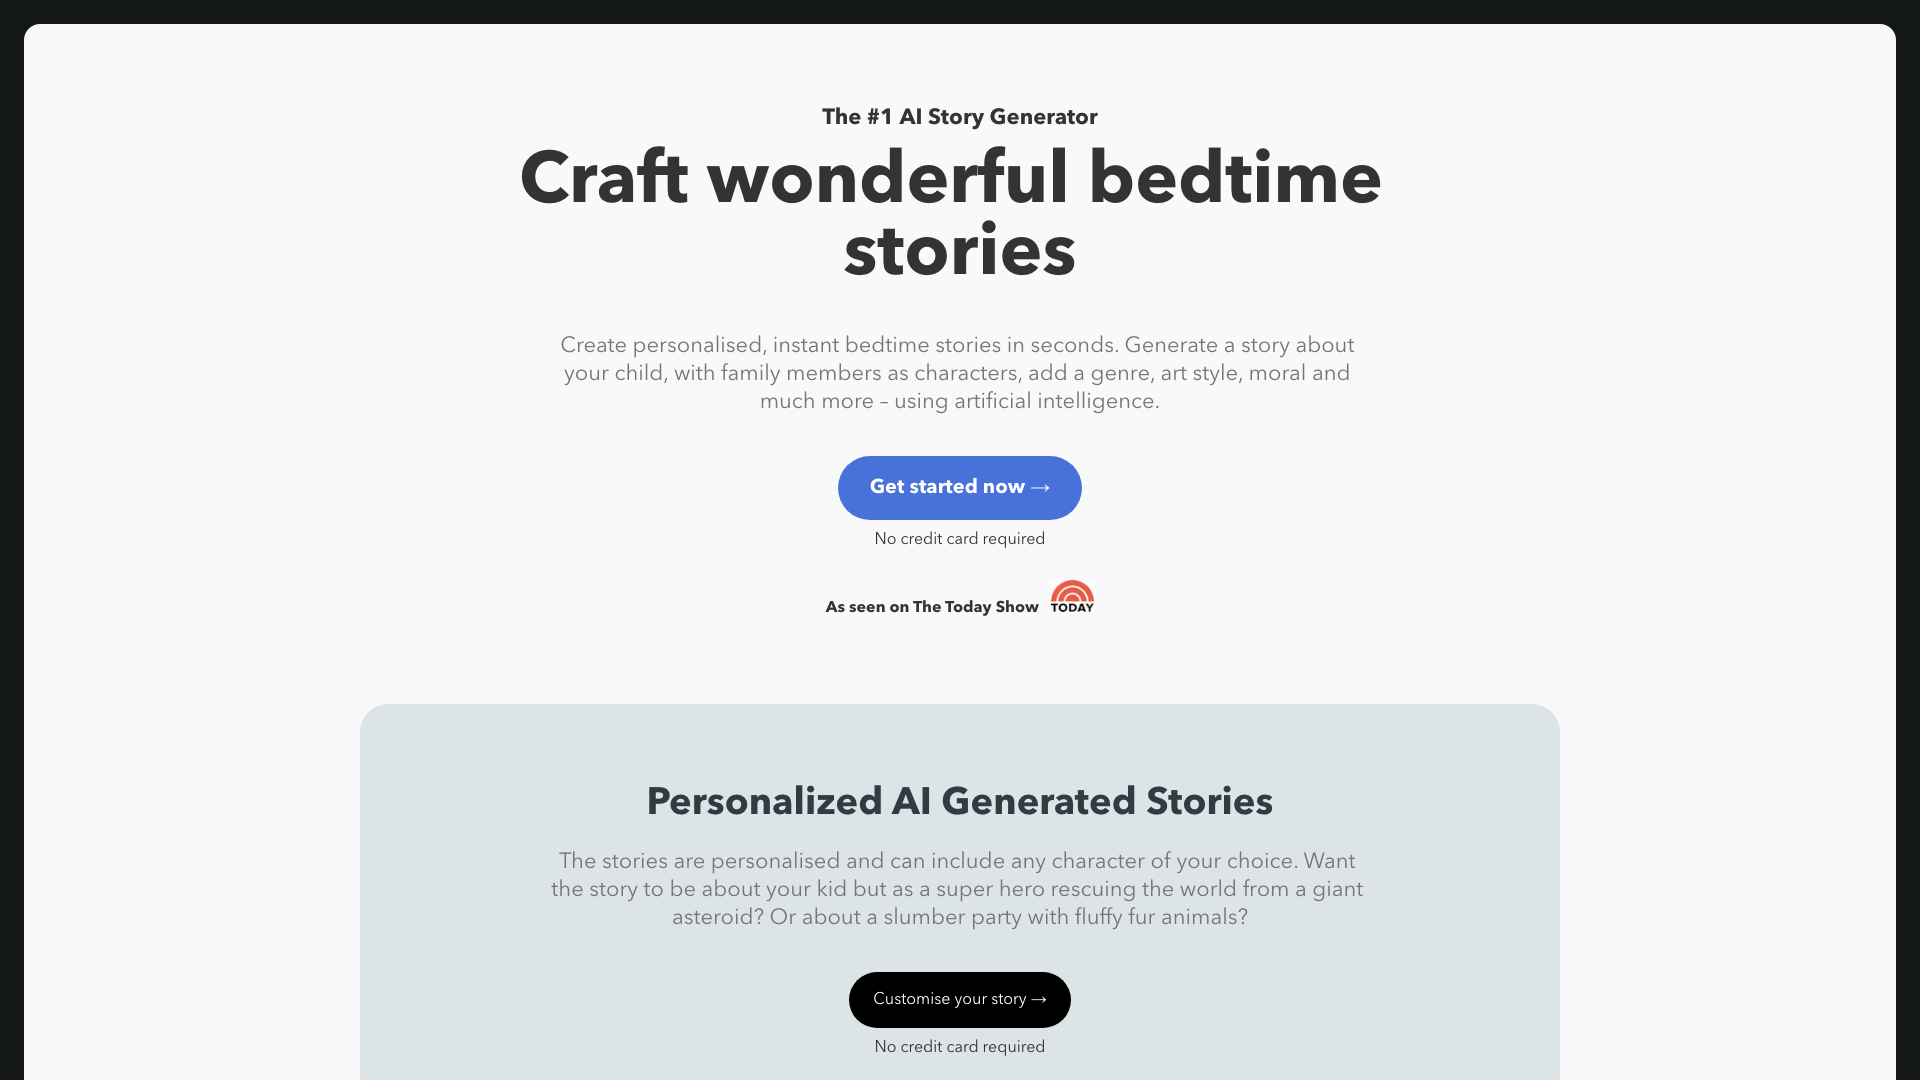 The #1 AI Story Generator
Craft wonderful bedtime
stories
Create personalised, instant bedtime stories in seconds. Generate a story about
your child, with family members as characters, add a genre, art style, moral and
much more – using artificial intelligence.
Get started now →
No credit card required
As seen on The Today Show TODAY
Personalized AI Generated Stories
The stories are personalised and can include any character of your choice. Want
the story to be about your kid but as a super hero rescuing the world from a giant
asteroid? Or about a slumber party with fluffy fur animals?
Customise your story →
No credit card required